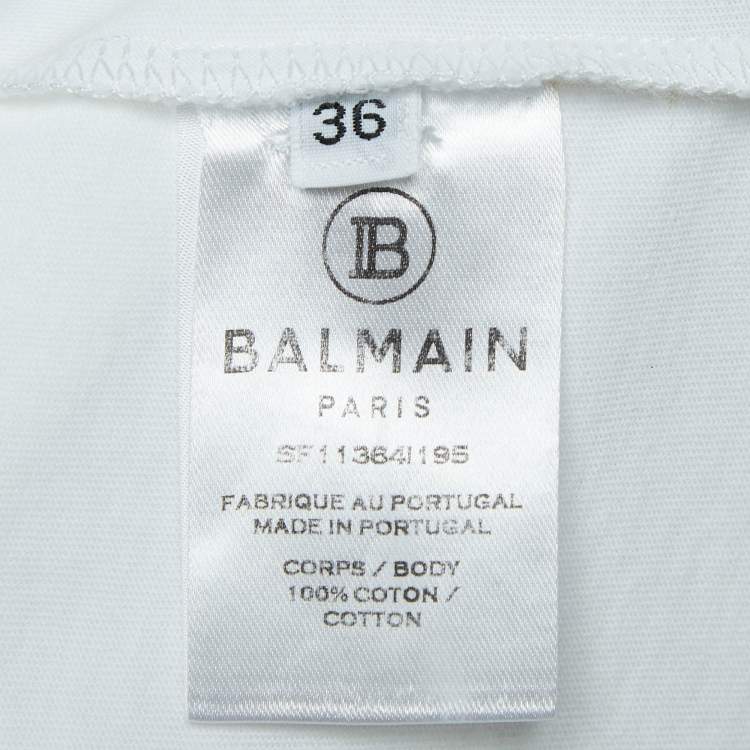 36
B
BALMAIN
PARIS
SF11364I195
FABRIQUE AU PORTUGAL
MADE IN PORTUGAL
CORPS / BODY
100% COTON /
COTTON